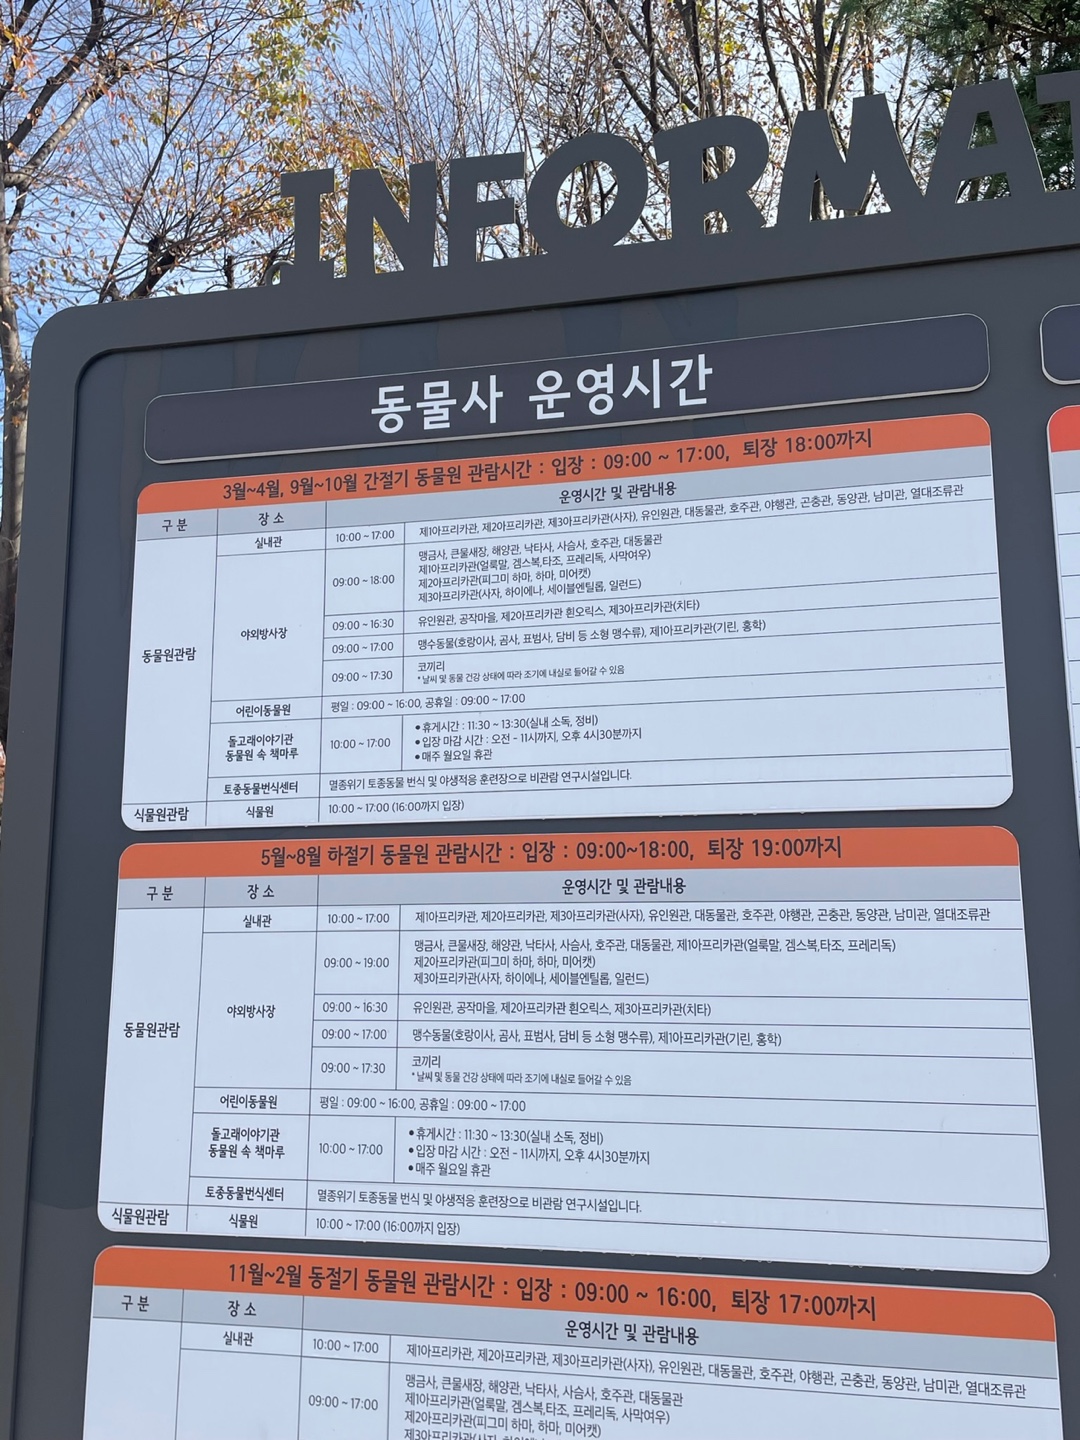 INFORMAT
동물사 운영시간
3월~4월, 9월~10월 간절기 동물원 관람시간 : 입장 : 09:00 ~ 17:00, 퇴장 18:00까지
구 분 장 소 운영시간 및 관람내용
동물원관람
실내관 10:00 ~ 17:00 제1아프리카관, 제2아프리카관, 제3아프리카관(사자), 유인원관, 대동물관, 호주관, 야행관, 곤충관, 동양관, 남미관, 열대조류관
야외방사장
09:00 ~ 18:00
맹금사, 큰물새장, 해양관, 낙타사, 사슴사, 호주관, 대동물관
제1아프리카관(얼룩말, 겜스복,타조, 프레리독, 사막여우)
제2아프리카관(피그미 하마, 하마, 미어캣)
제3아프리카관(사자, 하이에나, 세이블엔틸롭, 일런드)
09:00 ~ 16:30 유인원관, 공작마을, 제2아프리카관 흰오릭스, 제3아프리카관(치타)
09:00 ~ 17:00 맹수동물(호랑이사, 곰사, 표범사, 담비 등 소형 맹수류), 제1아프리카관(기린, 홍학)
09:00 ~ 17:30 코끼리
* 날씨 및 동물 건강 상태에 따라 조기에 내실로 들어갈 수 있음
어린이동물원 평일 : 09:00 ~ 16:00, 공휴일 : 09:00 ~ 17:00
돌고래이야기관
동물원 속 책마루
10:00 ~ 17:00
• 휴게시간 : 11:30 ~ 13:30(실내 소독, 정비)
• 입장 마감 시간 : 오전 - 11시까지, 오후 4시30분까지
• 매주 월요일 휴관
토종동물번식센터 멸종위기 토종동물 번식 및 야생적응 훈련장으로 비관람 연구시설입니다.
식물원관람 식물원 10:00 ~ 17:00 (16:00까지 입장)
5월~8월 하절기 동물원 관람시간 : 입장 : 09:00~18:00, 퇴장 19:00까지
구 분 장 소 운영시간 및 관람내용
동물원관람
실내관 10:00 ~ 17:00 제1아프리카관, 제2아프리카관, 제3아프리카관(사자), 유인원관, 대동물관, 호주관, 야행관, 곤충관, 동양관, 남미관, 열대조류관
야외방사장
09:00 ~ 19:00
맹금사, 큰물새장, 해양관, 낙타사, 사슴사, 호주관, 대동물관, 제1아프리카관(얼룩말, 겜스복,타조, 프레리독)
제2아프리카관(피그미 하마, 하마, 미어캣)
제3아프리카관(사자, 하이에나, 세이블엔틸롭, 일런드)
09:00 ~ 16:30 유인원관, 공작마을, 제2아프리카관 흰오릭스, 제3아프리카관(치타)
09:00 ~ 17:00 맹수동물(호랑이사, 곰사, 표범사, 담비 등 소형 맹수류), 제1아프리카관(기린, 홍학)
09:00 ~ 17:30 코끼리
* 날씨 및 동물 건강 상태에 따라 조기에 내실로 들어갈 수 있음
어린이동물원 평일 : 09:00 ~ 16:00, 공휴일 : 09:00 ~ 17:00
돌고래이야기관
동물원 속 책마루
10:00 ~ 17:00
• 휴게시간 : 11:30 ~ 13:30(실내 소독, 정비)
• 입장 마감 시간 : 오전 - 11시까지, 오후 4시30분까지
• 매주 월요일 휴관
토종동물번식센터 멸종위기 토종동물 번식 및 야생적응 훈련장으로 비관람 연구시설입니다.
식물원관람 식물원 10:00 ~ 17:00 (16:00까지 입장)
11월~2월 동절기 동물원 관람시간 : 입장 : 09:00 ~ 16:00, 퇴장 17:00까지
구 분 장 소 운영시간 및 관람내용
실내관 10:00 ~ 17:00 제1아프리카관, 제2아프리카관, 제3아프리카관(사자), 유인원관, 대동물관, 호주관, 야행관, 곤충관, 동양관, 남미관, 열대조류관
09:00 ~ 17:00
맹금사, 큰물새장, 해양관, 낙타사, 사슴사, 호주관, 대동물관
제1아프리카관(얼룩말, 겜스복,타조, 프레리독, 사막여우)
제2아프리카관(피그미 하마, 하마, 미어캣)